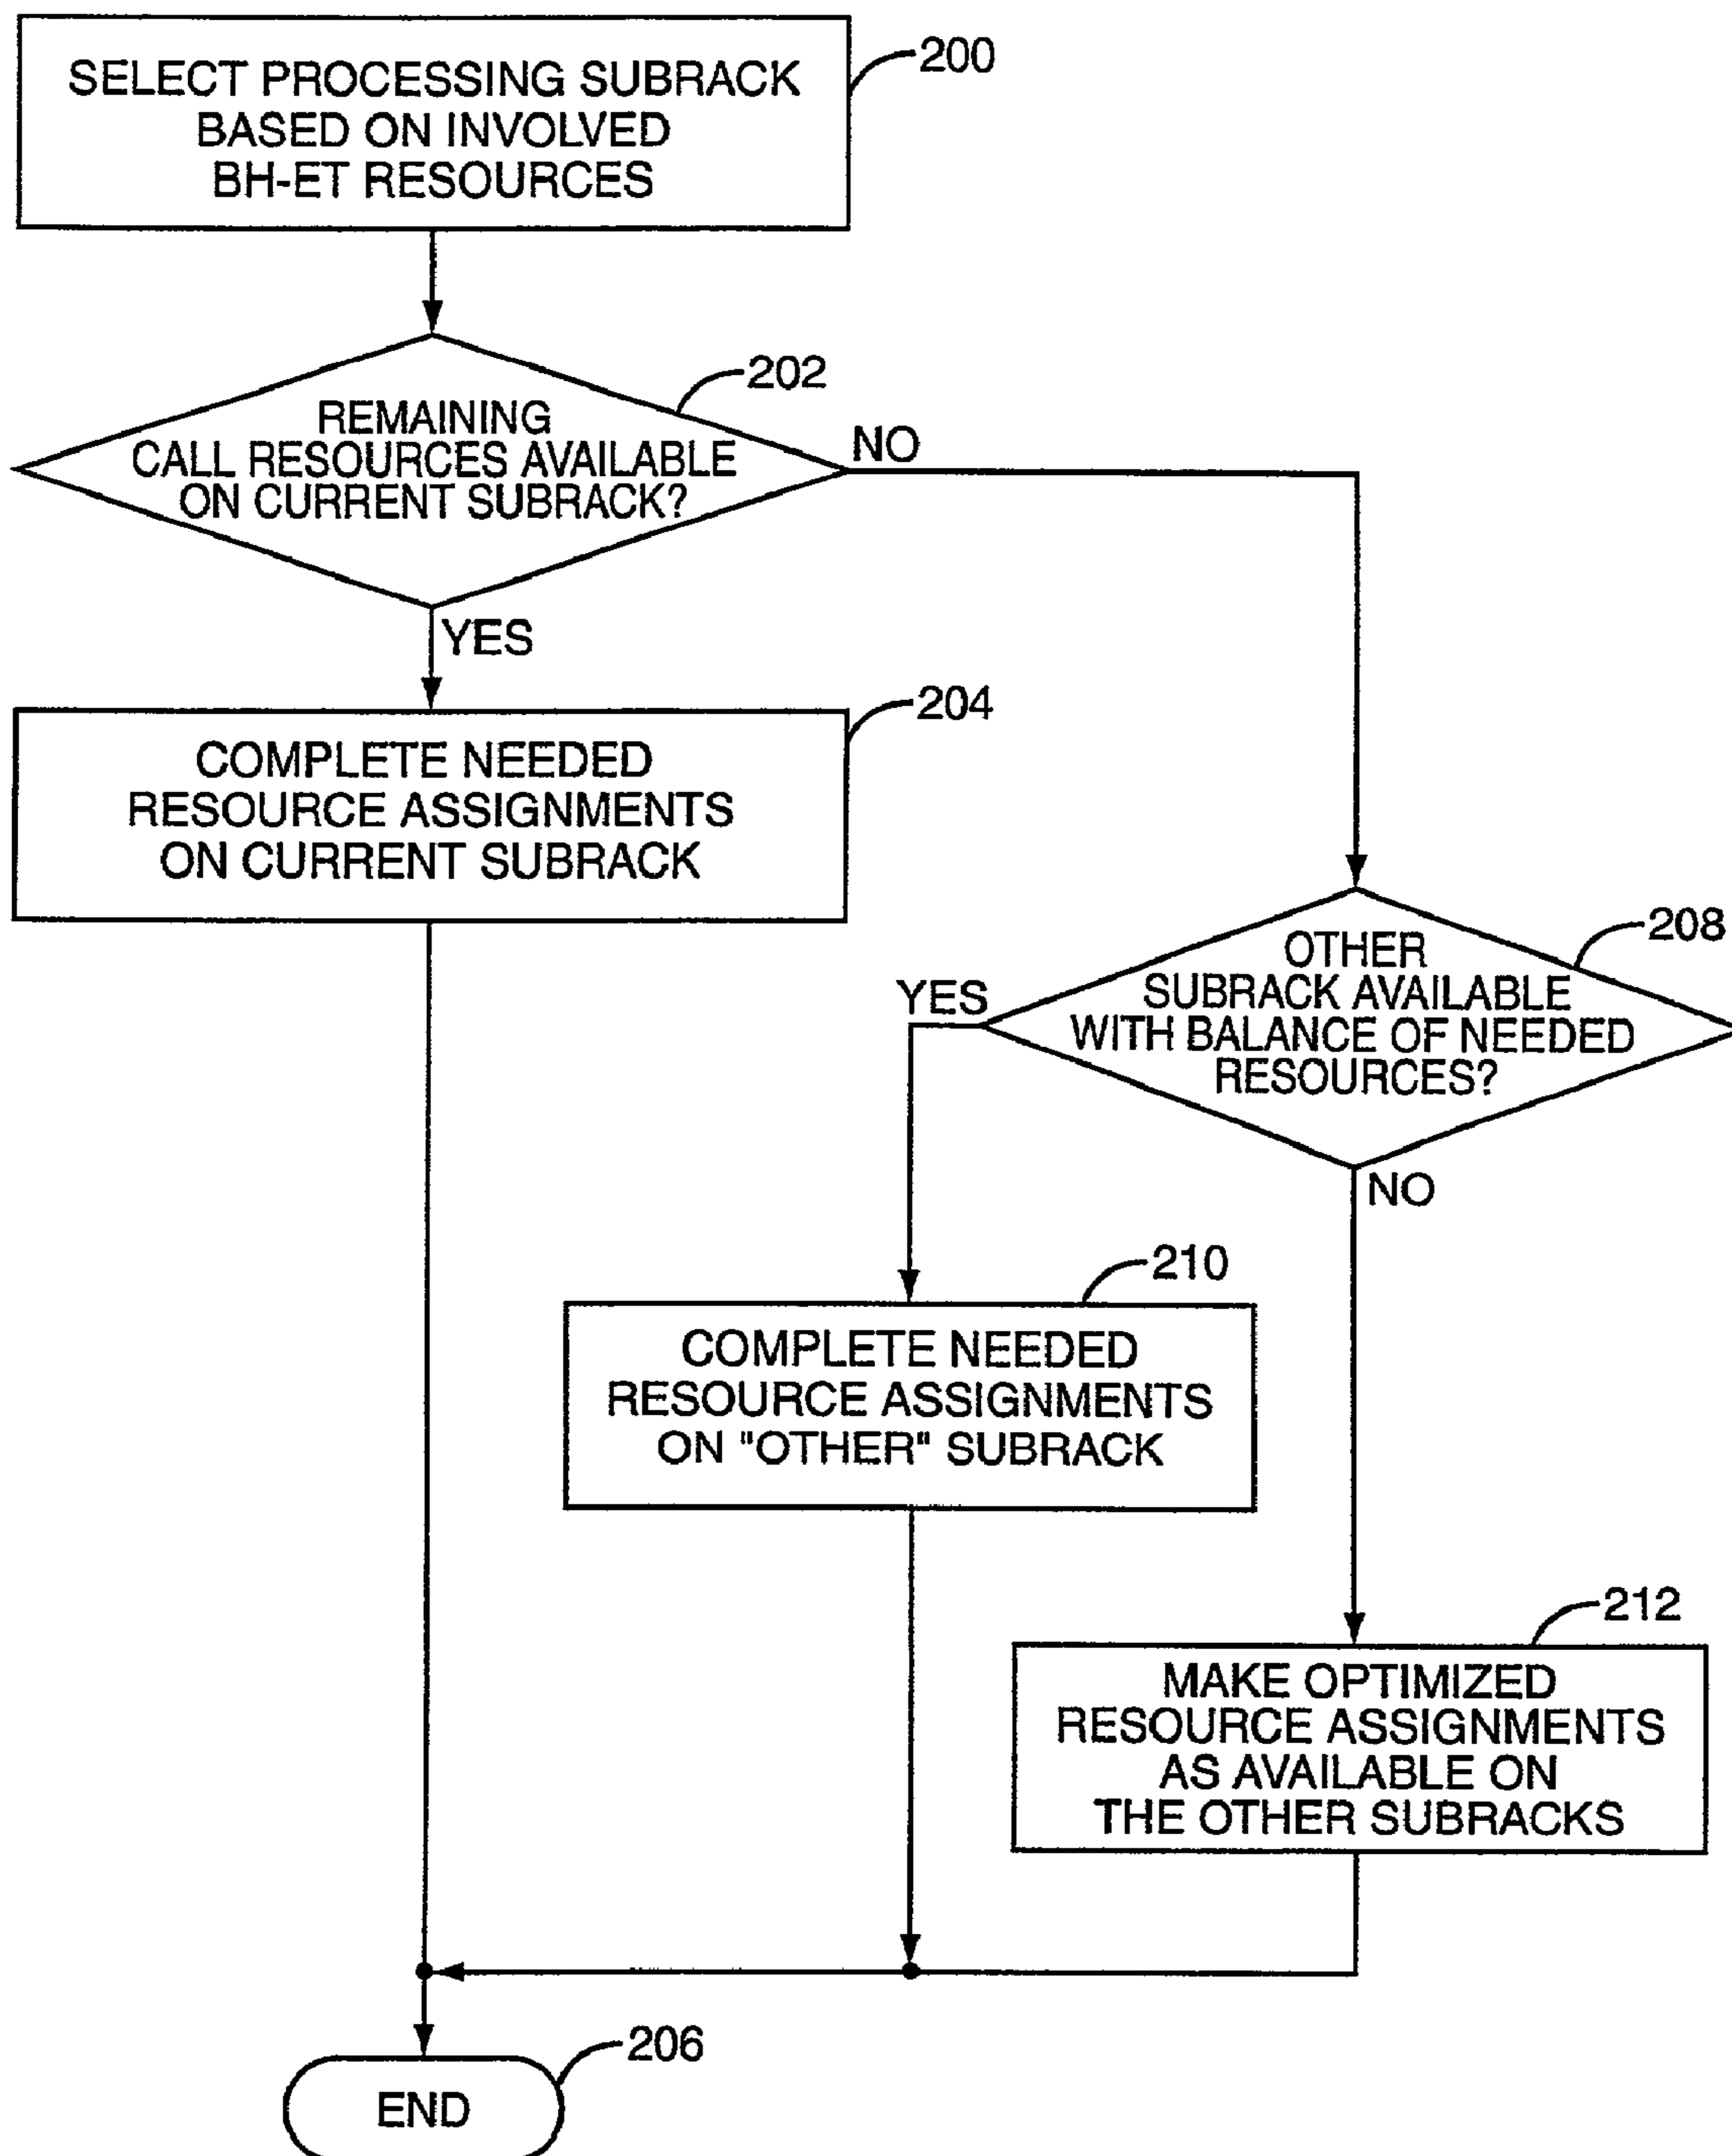 SELECT PROCESSING SUBRACK
BASED ON INVOLVED
BH-ET RESOURCES
200
REMAINING
CALL RESOURCES AVAILABLE
ON CURRENT SUBRACK?
202
NO
YES
COMPLETE NEEDED
RESOURCE ASSIGNMENTS
ON CURRENT SUBRACK
204
OTHER
SUBRACK AVAILABLE
WITH BALANCE OF NEEDED
RESOURCES?
208
YES
NO
COMPLETE NEEDED
RESOURCE ASSIGNMENTS
ON "OTHER" SUBRACK
210
MAKE OPTIMIZED
RESOURCE ASSIGNMENTS
AS AVAILABLE ON
THE OTHER SUBRACKS
212
END
206